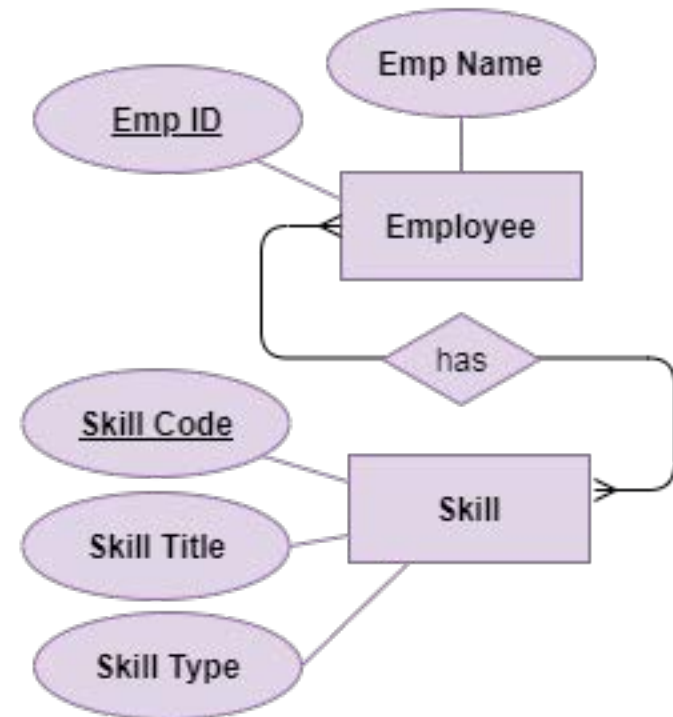 Emp Name
Emp ID
Employee
has
Skill Code
Skill Title
Skill
Skill Type